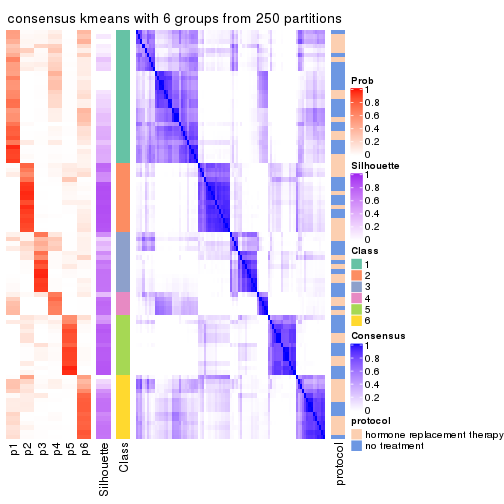 consensus kmeans with 6 groups from 250 partitions
Prob
1
0.8
0.6
0.4
0.2
0
Silhouette
1
0.8
0.6
0.4
0.2
0
Class
1
2
3
4
5
6
Consensus
1
0.8
0.6
0.4
0.2
0
protocol
hormone replacement therapy
no treatment
p1
p2
p3
p4
p5
p6
Silhouette
Class
protocol